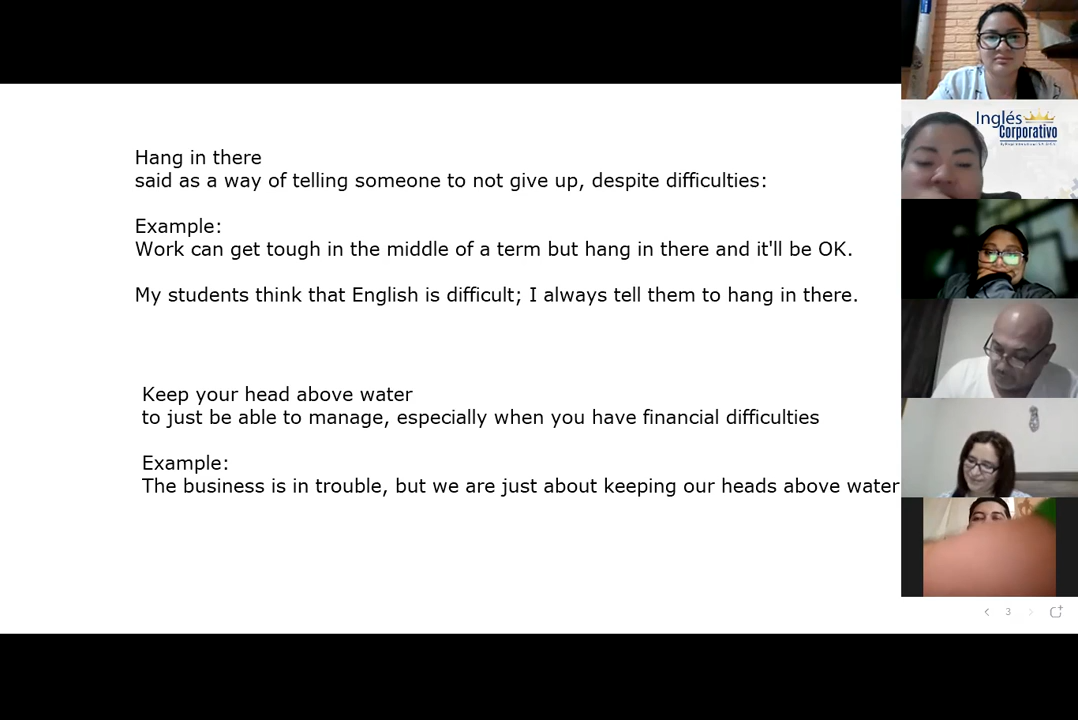 Hang in there
said as a way of telling someone to not give up, despite difficulties:
Example:
Work can get tough in the middle of a term but hang in there and it'll be OK.
My students think that English is difficult; I always tell them to hang in there.
Keep your head above water
to just be able to manage, especially when you have financial difficulties
Example:
The business is in trouble, but we are just about keeping our heads above water
Inglés
Corporativo
3